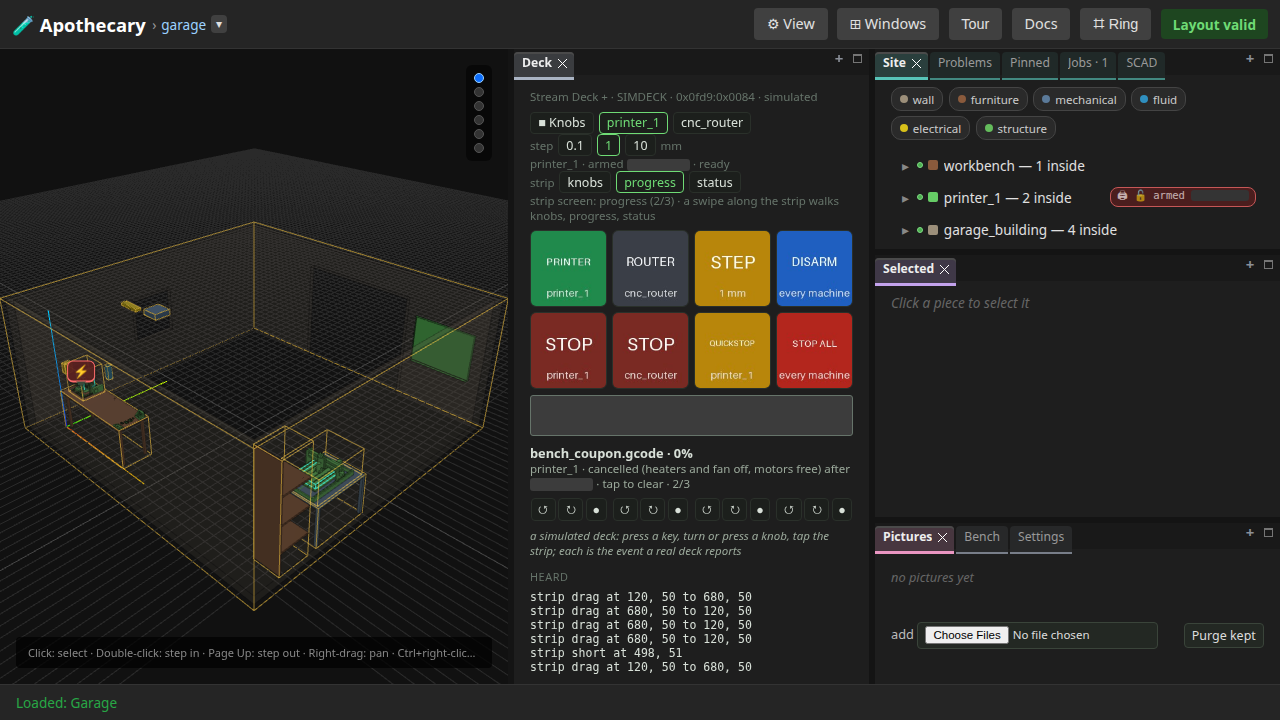 Apothecary › garage ▾
⚙ View
⊞ Windows
Tour
Docs
⌗ Ring
Layout valid
Click: select · Double-click: step in · Page Up: step out · Right-drag: pan · Ctrl+right-clic...
Deck
Stream Deck + · SIMDECK · 0x0fd9:0x0084 · simulated
■ Knobs printer_1 cnc_router
step 0.1 1 10 mm
printer_1 · armed · ready
strip knobs progress status
strip screen: progress (2/3) · a swipe along the strip walks
knobs, progress, status
PRINTER ROUTER STEP DISARM
printer_1 cnc_router 1 mm every machine
STOP STOP QUICKSTOP STOP ALL
printer_1 cnc_router printer_1 every machine
bench_coupon.gcode · 0%
printer_1 · cancelled (heaters and fan off, motors free) after
· tap to clear · 2/3
a simulated deck: press a key, turn or press a knob, tap the
strip; each is the event a real deck reports
HEARD
strip drag at 120, 50 to 680, 50
strip drag at 680, 50 to 120, 50
strip drag at 680, 50 to 120, 50
strip drag at 680, 50 to 120, 50
strip short at 498, 51
strip drag at 120, 50 to 680, 50
Site Problems Pinned Jobs · 1 SCAD
wall furniture mechanical fluid
electrical structure
workbench — 1 inside
printer_1 — 2 inside armed
garage_building — 4 inside
Selected
Click a piece to select it
Pictures Bench Settings
no pictures yet
add Choose Files No file chosen Purge kept
Loaded: Garage